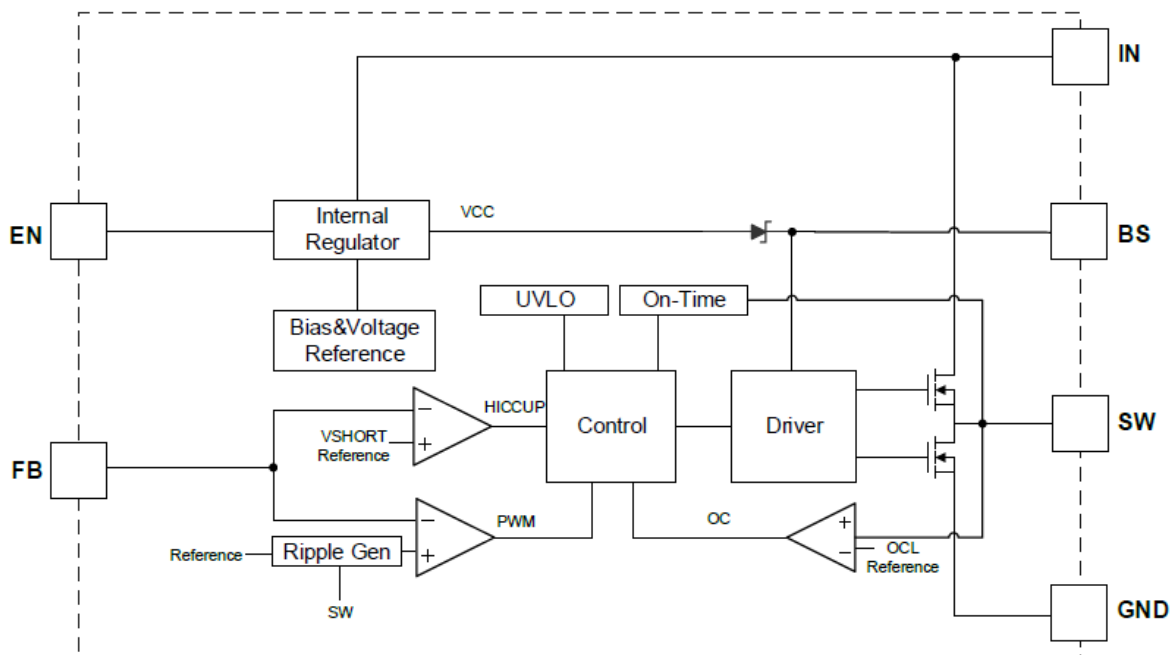 IN
Internal
Regulator
VCC
EN
BS
UVLO
On-Time
Bias&Voltage
Reference
−
HICCUP
VSHORT
Reference
+
Control
Driver
SW
FB
−
PWM
OC
+
Reference
Ripple Gen
+
−
OCL
Reference
SW
GND